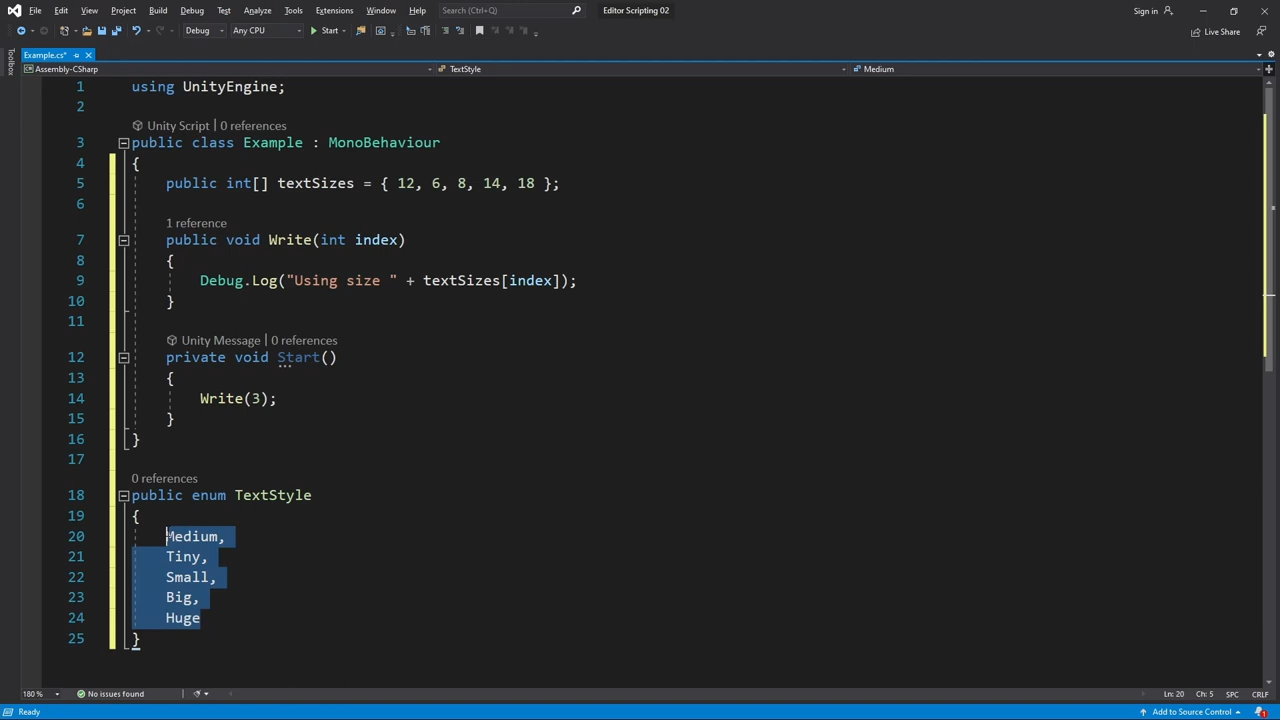 File Edit View Project Build Debug Test Analyze Tools Extensions Window Help Search (Ctrl+Q) Editor Scripting 02 Sign in
Debug Any CPU Start Live Share
Example.cs*
Toolbox
Assembly-CSharp TextStyle Medium
1 using UnityEngine;
2
Unity Script | 0 references
3 public class Example : MonoBehaviour
4 {
5 public int[] textSizes = { 12, 6, 8, 14, 18 };
6
1 reference
7 public void Write(int index)
8 {
9 Debug.Log("Using size " + textSizes[index]);
10 }
11
Unity Message | 0 references
12 private void Start()
13 {
14 Write(3);
15 }
16 }
17
0 references
18 public enum TextStyle
19 {
20 Medium,
21 Tiny,
22 Small,
23 Big,
24 Huge
25 }
180 % No issues found Ln: 20 Ch: 5 SPC CRLF
Ready Add to Source Control 1